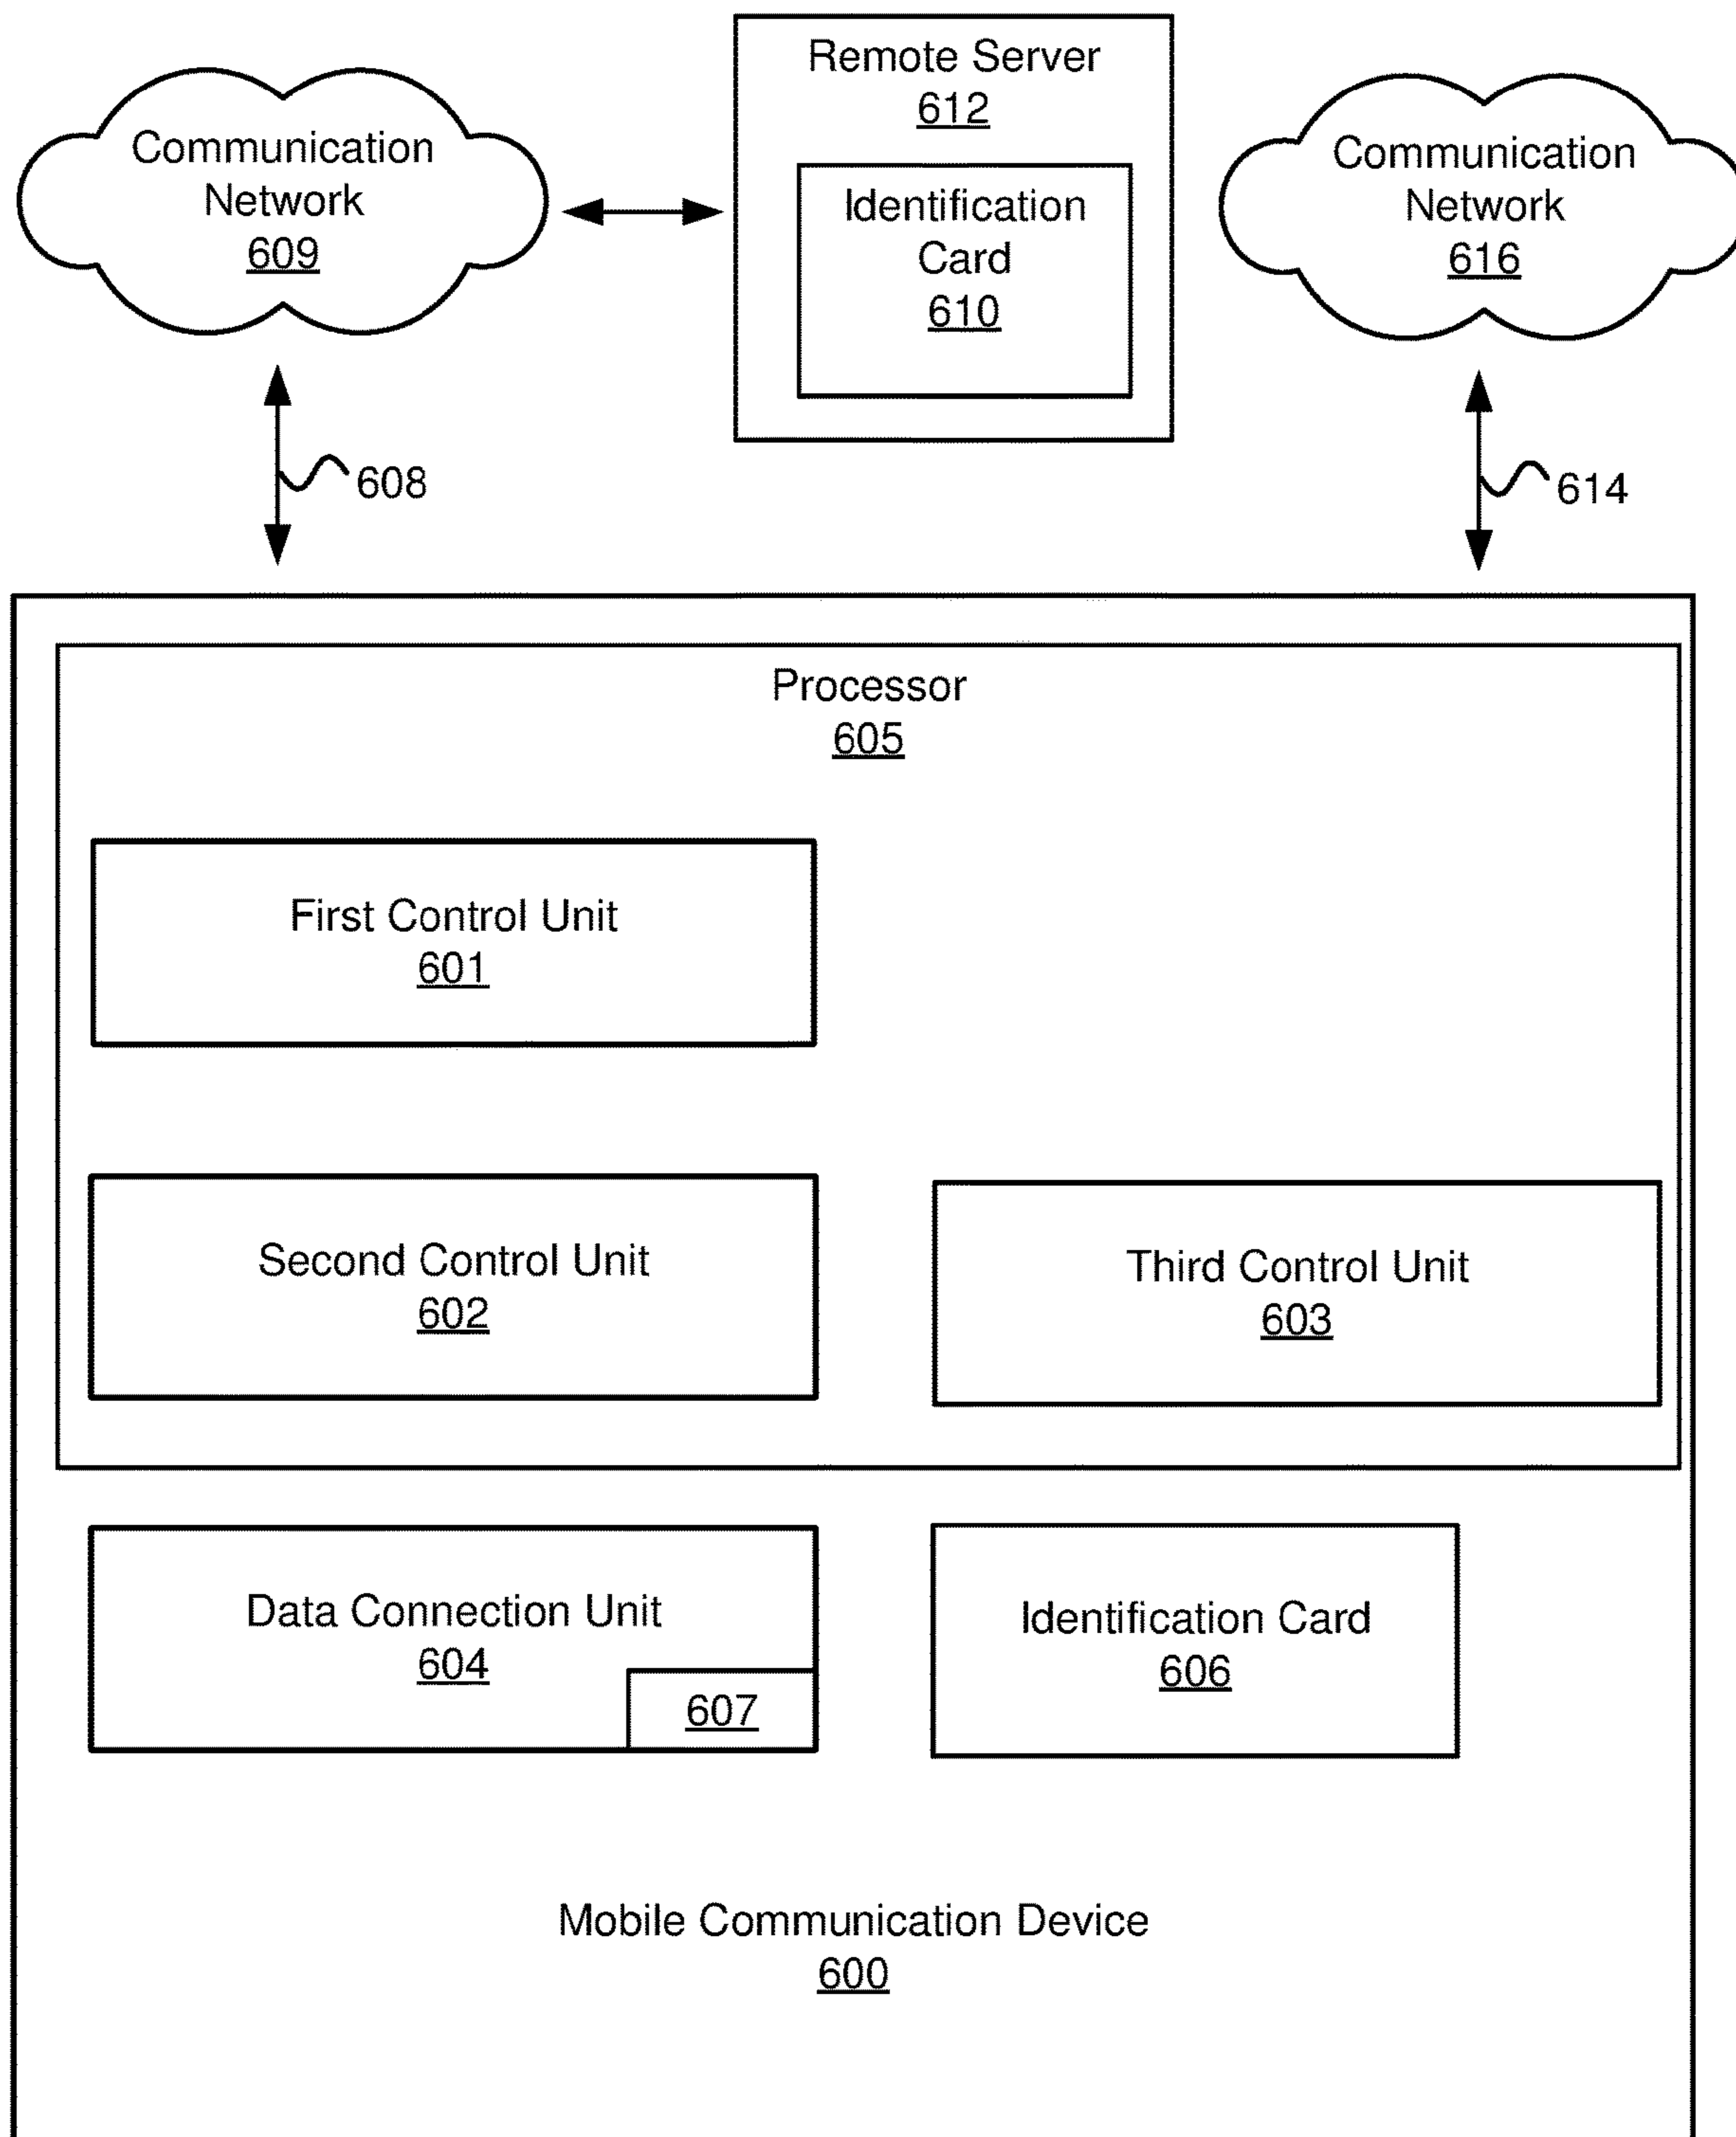 Remote Server
612
Communication
Network
609
Identification
Card
610
Communication
Network
616
608
614
Processor
605
First Control Unit
601
Second Control Unit
602
Third Control Unit
603
Data Connection Unit
604
607
Identification Card
606
Mobile Communication Device
600